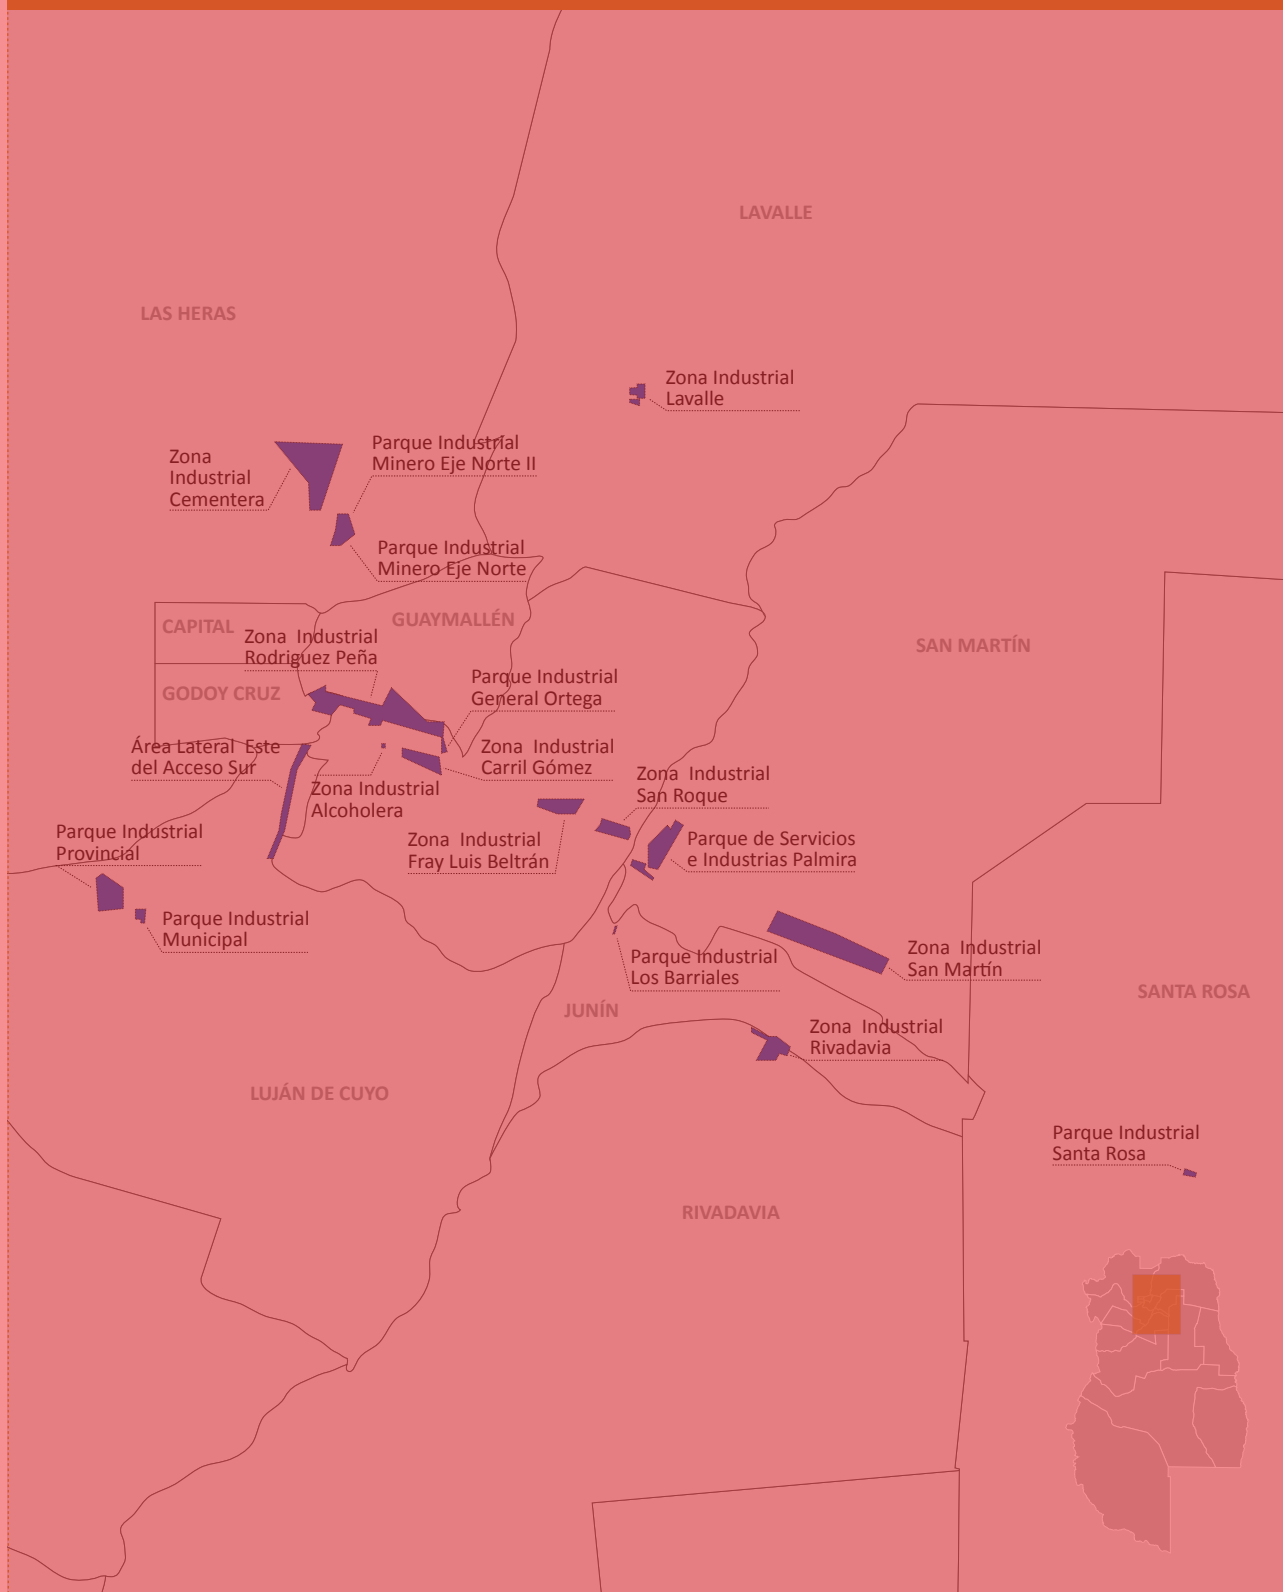 LAVALLE
LAS HERAS
Zona Industrial
Lavalle
Parque Industrial
Minero Eje Norte II
Zona
Industrial
Cementera
Parque Industrial
Minero Eje Norte
GUAYMALLÉN
CAPITAL
Zona Industrial
Rodriguez Peña
SAN MARTÍN
GODOY CRUZ
Parque Industrial
General Ortega
Área Lateral Este
del Acceso Sur
Zona Industrial
Carril Gómez
Zona Industrial
San Roque
Zona Industrial
Alcoholera
Parque Industrial
Provincial
Zona Industrial
Fray Luis Beltrán
Parque de Servicios
e Industrias Palmira
Parque Industrial
Municipal
Zona Industrial
San Martín
Parque Industrial
Los Barriales
SANTA ROSA
JUNÍN
Zona Industrial
Rivadavia
LUJÁN DE CUYO
Parque Industrial
Santa Rosa
RIVADAVIA